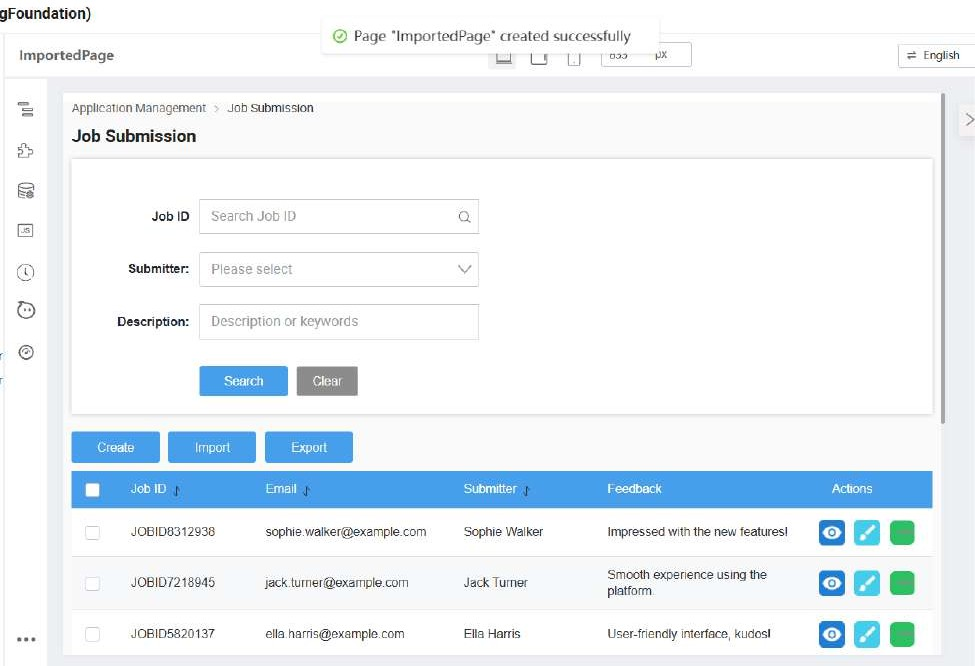 gFoundation)
Page "ImportedPage" created successfully
ImportedPage
px
English
Application Management > Job Submission
Job Submission
Job ID
Search Job ID
Submitter:
Please select
Description:
Description or keywords
Search
Clear
Create
Import
Export
Job ID
Email
Submitter
Feedback
Actions
JOBID8312938
sophie.walker@example.com
Sophie Walker
Impressed with the new features!
JOBID7218945
jack.turner@example.com
Jack Turner
Smooth experience using the
platform.
JOBID5820137
ella.harris@example.com
Ella Harris
User-friendly interface, kudos!
JS